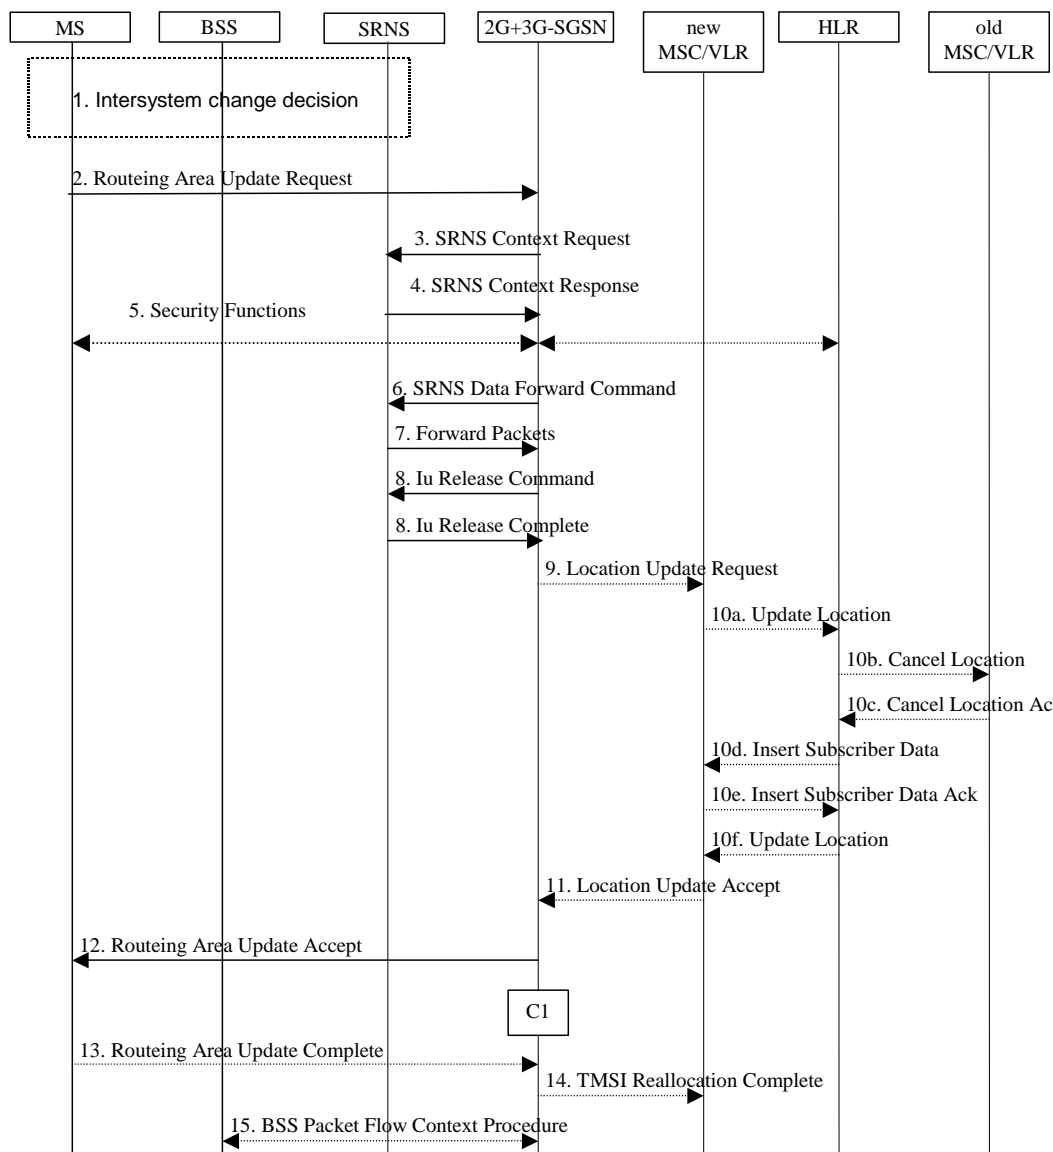 MS
BSS
SRNS
2G+3G-SGSN
new
MSC/VLR
HLR
old
MSC/VLR
1. Intersystem change decision
2. Routeing Area Update Request
3. SRNS Context Request
4. SRNS Context Response
5. Security Functions
6. SRNS Data Forward Command
7. Forward Packets
8. Iu Release Command
8. Iu Release Complete
9. Location Update Request
10a. Update Location
10b. Cancel Location
10c. Cancel Location Ac
10d. Insert Subscriber Data
10e. Insert Subscriber Data Ack
10f. Update Location
11. Location Update Accept
12. Routeing Area Update Accept
C1
13. Routeing Area Update Complete
14. TMSI Reallocation Complete
15. BSS Packet Flow Context Procedure